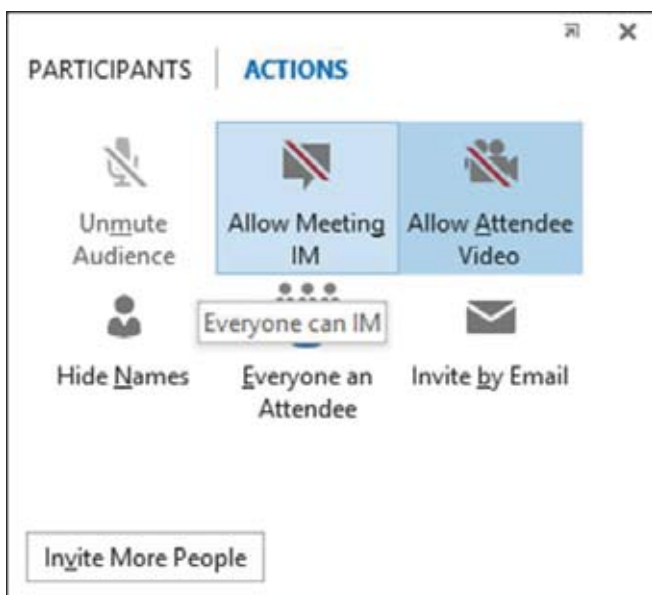 PARTICIPANTS ACTIONS
Unmute Allow Meeting Allow Attendee
Audience IM Video
Everyone can IM
Hide Names Everyone an Invite by Email
Attendee
Invite More People